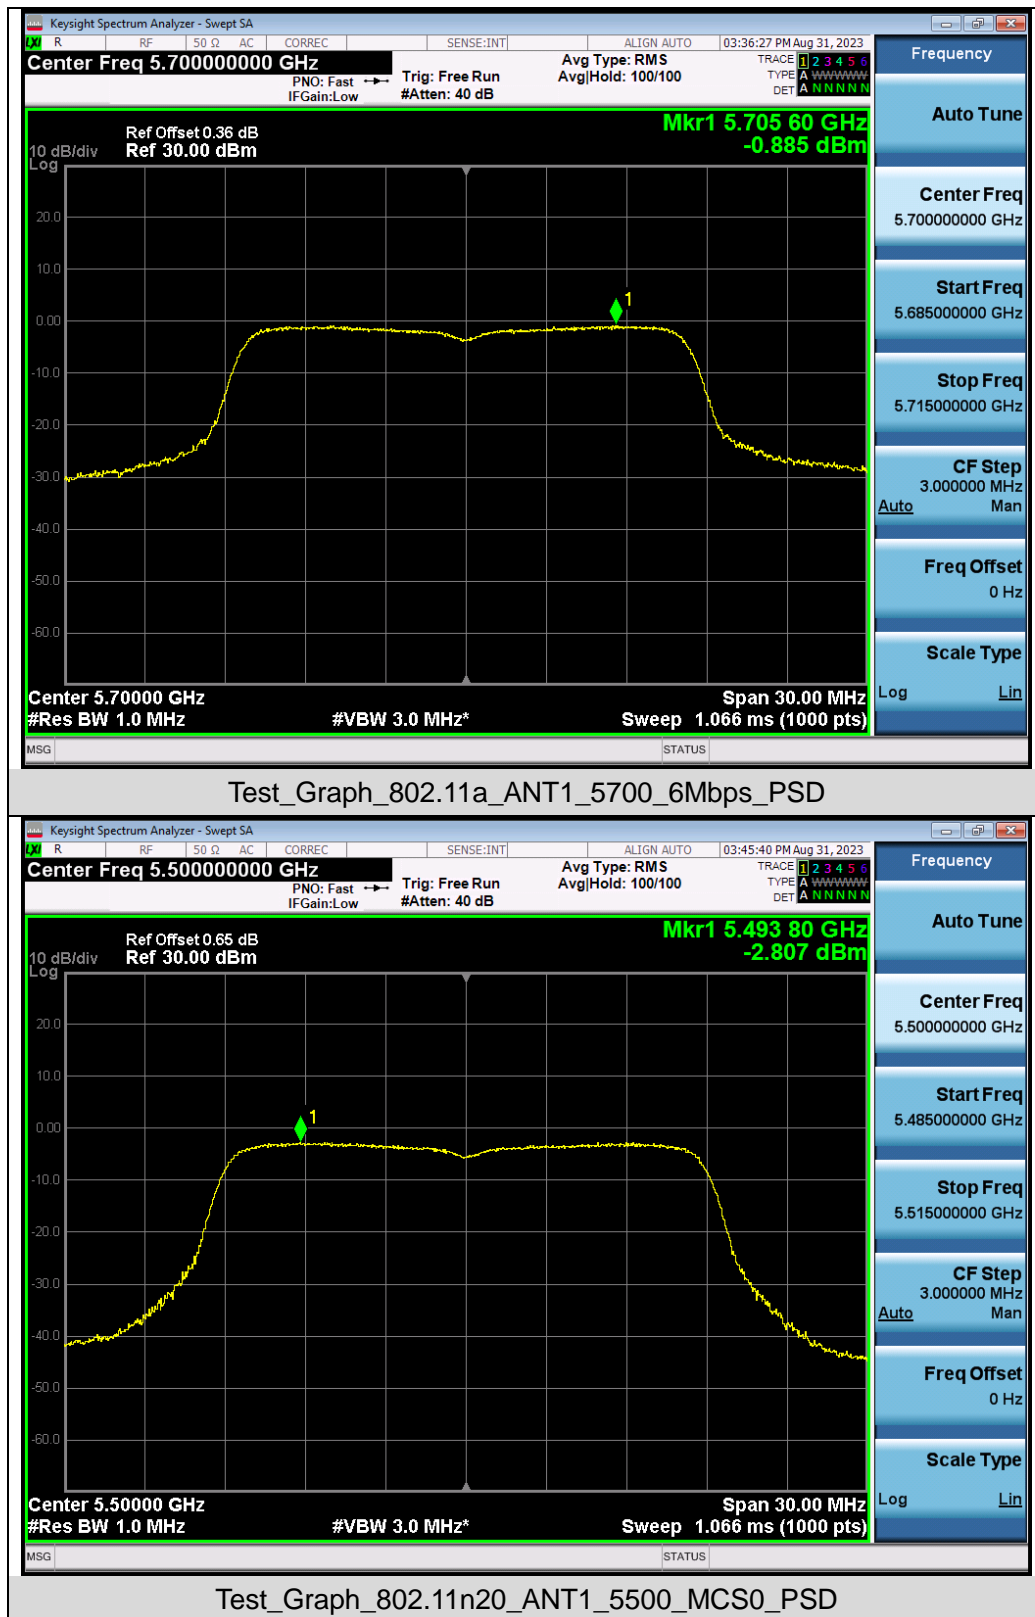 Keysight Spectrum Analyzer - Swept SA
LXI R RF 50 Ω AC CORREC SENSE:INT ALIGN AUTO 03:36:27 PM Aug 31, 2023
Center Freq 5.700000000 GHz
Avg Type: RMS
TRACE 1 2 3 4 5 6
PNO: Fast
Trig: Free Run
Avg|Hold: 100/100
TYPE A WWWWW
IFGain:Low
#Atten: 40 dB
DET A N N N N N
Mkr1 5.705 60 GHz
-0.885 dBm
Ref Offset 0.36 dB
10 dB/div Ref 30.00 dBm
Log
20.0
10.0
1
0.00
-10.0
-20.0
-30.0
-40.0
-50.0
-60.0
Center 5.70000 GHz Span 30.00 MHz
#Res BW 1.0 MHz #VBW 3.0 MHz* Sweep 1.066 ms (1000 pts)
MSG STATUS
Frequency
Auto Tune
Center Freq
5.700000000 GHz
Start Freq
5.685000000 GHz
Stop Freq
5.715000000 GHz
CF Step
3.000000 MHz
Auto Man
Freq Offset
0 Hz
Scale Type
Log Lin
Test_Graph_802.11a_ANT1_5700_6Mbps_PSD
Keysight Spectrum Analyzer - Swept SA
LXI R RF 50 Ω AC CORREC SENSE:INT ALIGN AUTO 03:45:40 PM Aug 31, 2023
Center Freq 5.500000000 GHz
Avg Type: RMS
TRACE 1 2 3 4 5 6
PNO: Fast
Trig: Free Run
Avg|Hold: 100/100
TYPE A WWWWW
IFGain:Low
#Atten: 40 dB
DET A N N N N N
Mkr1 5.493 80 GHz
-2.807 dBm
Ref Offset 0.65 dB
10 dB/div Ref 30.00 dBm
Log
20.0
10.0
1
0.00
-10.0
-20.0
-30.0
-40.0
-50.0
-60.0
Center 5.50000 GHz Span 30.00 MHz
#Res BW 1.0 MHz #VBW 3.0 MHz* Sweep 1.066 ms (1000 pts)
MSG STATUS
Frequency
Auto Tune
Center Freq
5.500000000 GHz
Start Freq
5.485000000 GHz
Stop Freq
5.515000000 GHz
CF Step
3.000000 MHz
Auto Man
Freq Offset
0 Hz
Scale Type
Log Lin
Test_Graph_802.11n20_ANT1_5500_MCS0_PSD